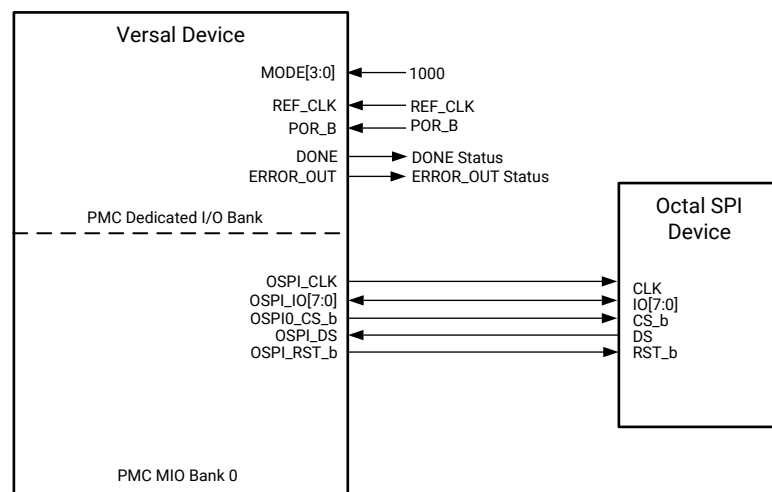 Versal Device
MODE[3:0]
1000
REF_CLK
REF_CLK
POR_B
POR_B
DONE
DONE Status
ERROR_OUT
ERROR_OUT Status
PMC Dedicated I/O Bank
Octal SPI
Device
OSPI_CLK
CLK
OSPI_IO[7:0]
IO[7:0]
OSPI0_CS_b
CS_b
OSPI_DS
DS
OSPI_RST_b
RST_b
PMC MIO Bank 0